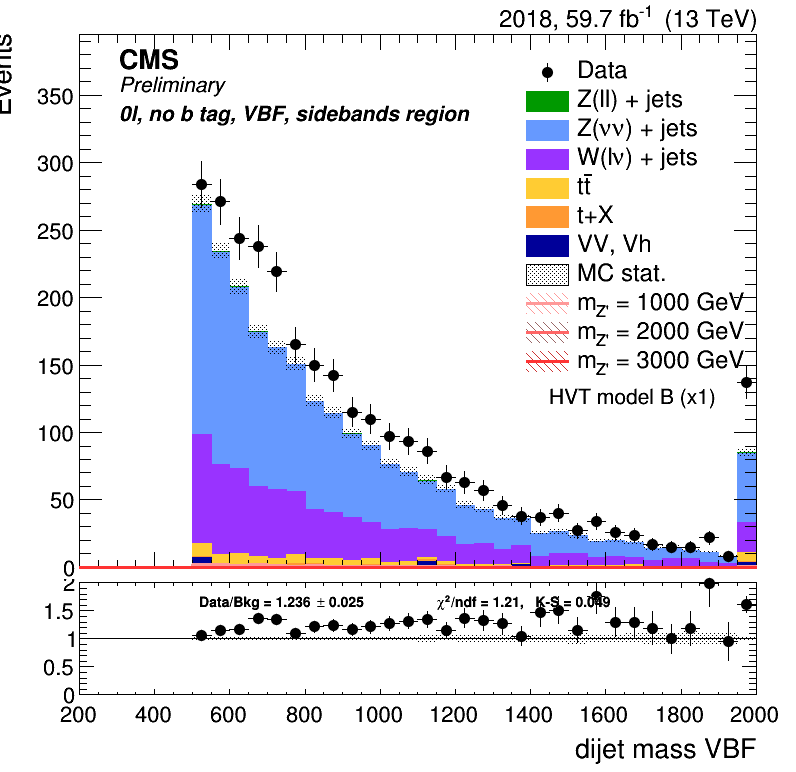 2018, 59.7 fb⁻¹ (13 TeV)
Events
CMS
Preliminary
0l, no b tag, VBF, sidebands region
Data
Z(ll) + jets
Z(νν) + jets
W(lν) + jets
tt̄
t+X
VV, Vh
MC stat.
m_Z' = 1000 GeV
m_Z' = 2000 GeV
m_Z' = 3000 GeV
HVT model B (x1)
350
300
250
200
150
100
50
0
Data/Bkg = 1.236 ± 0.025 χ²/ndf = 1.21, K-S = 0.049
2
1.5
1
0.5
0
200 400 600 800 1000 1200 1400 1600 1800 2000
dijet mass VBF